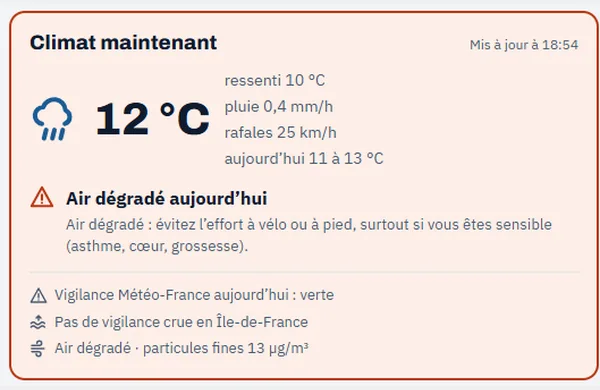 Climat maintenant
Mis à jour à 18:54
12 °C
ressenti 10 °C
pluie 0,4 mm/h
rafales 25 km/h
aujourd’hui 11 à 13 °C
Air dégradé aujourd’hui
Air dégradé : évitez l’effort à vélo ou à pied, surtout si vous êtes sensible
(asthme, cœur, grossesse).
Vigilance Météo-France aujourd’hui : verte
Pas de vigilance crue en Île-de-France
Air dégradé · particules fines 13 µg/m³